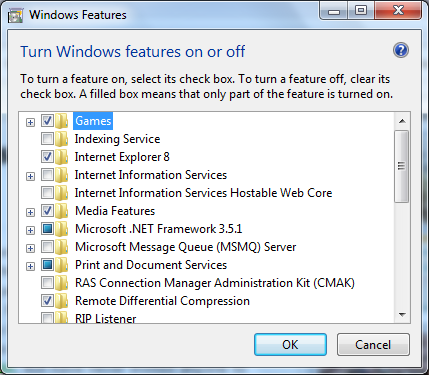 Windows Features
Turn Windows features on or off
To turn a feature on, select its check box. To turn a feature off, clear its
check box. A filled box means that only part of the feature is turned on.
Games
Indexing Service
Internet Explorer 8
Internet Information Services
Internet Information Services Hostable Web Core
Media Features
Microsoft .NET Framework 3.5.1
Microsoft Message Queue (MSMQ) Server
Print and Document Services
RAS Connection Manager Administration Kit (CMAK)
Remote Differential Compression
RIP Listener
OK
Cancel